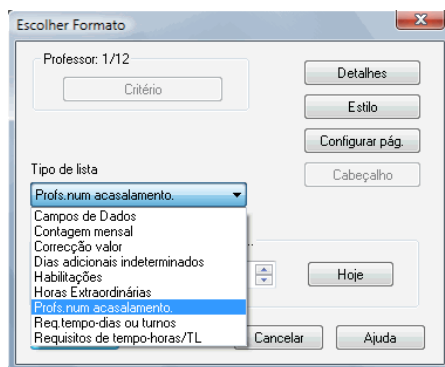 Escolher Formato
Professor: 1/12
Critério
Detalhes
Estilo
Configurar pág.
Cabeçalho
Tipo de lista
Profs.num acasalamento.
Campos de Dados
Contagem mensal
Correcção valor
Dias adicionais indeterminados
Habilitações
Horas Extraordinárias
Profs.num acasalamento.
Req.tempo-dias ou turnos
Requisitos de tempo-horas/TL
Hoje
Cancelar
Ajuda